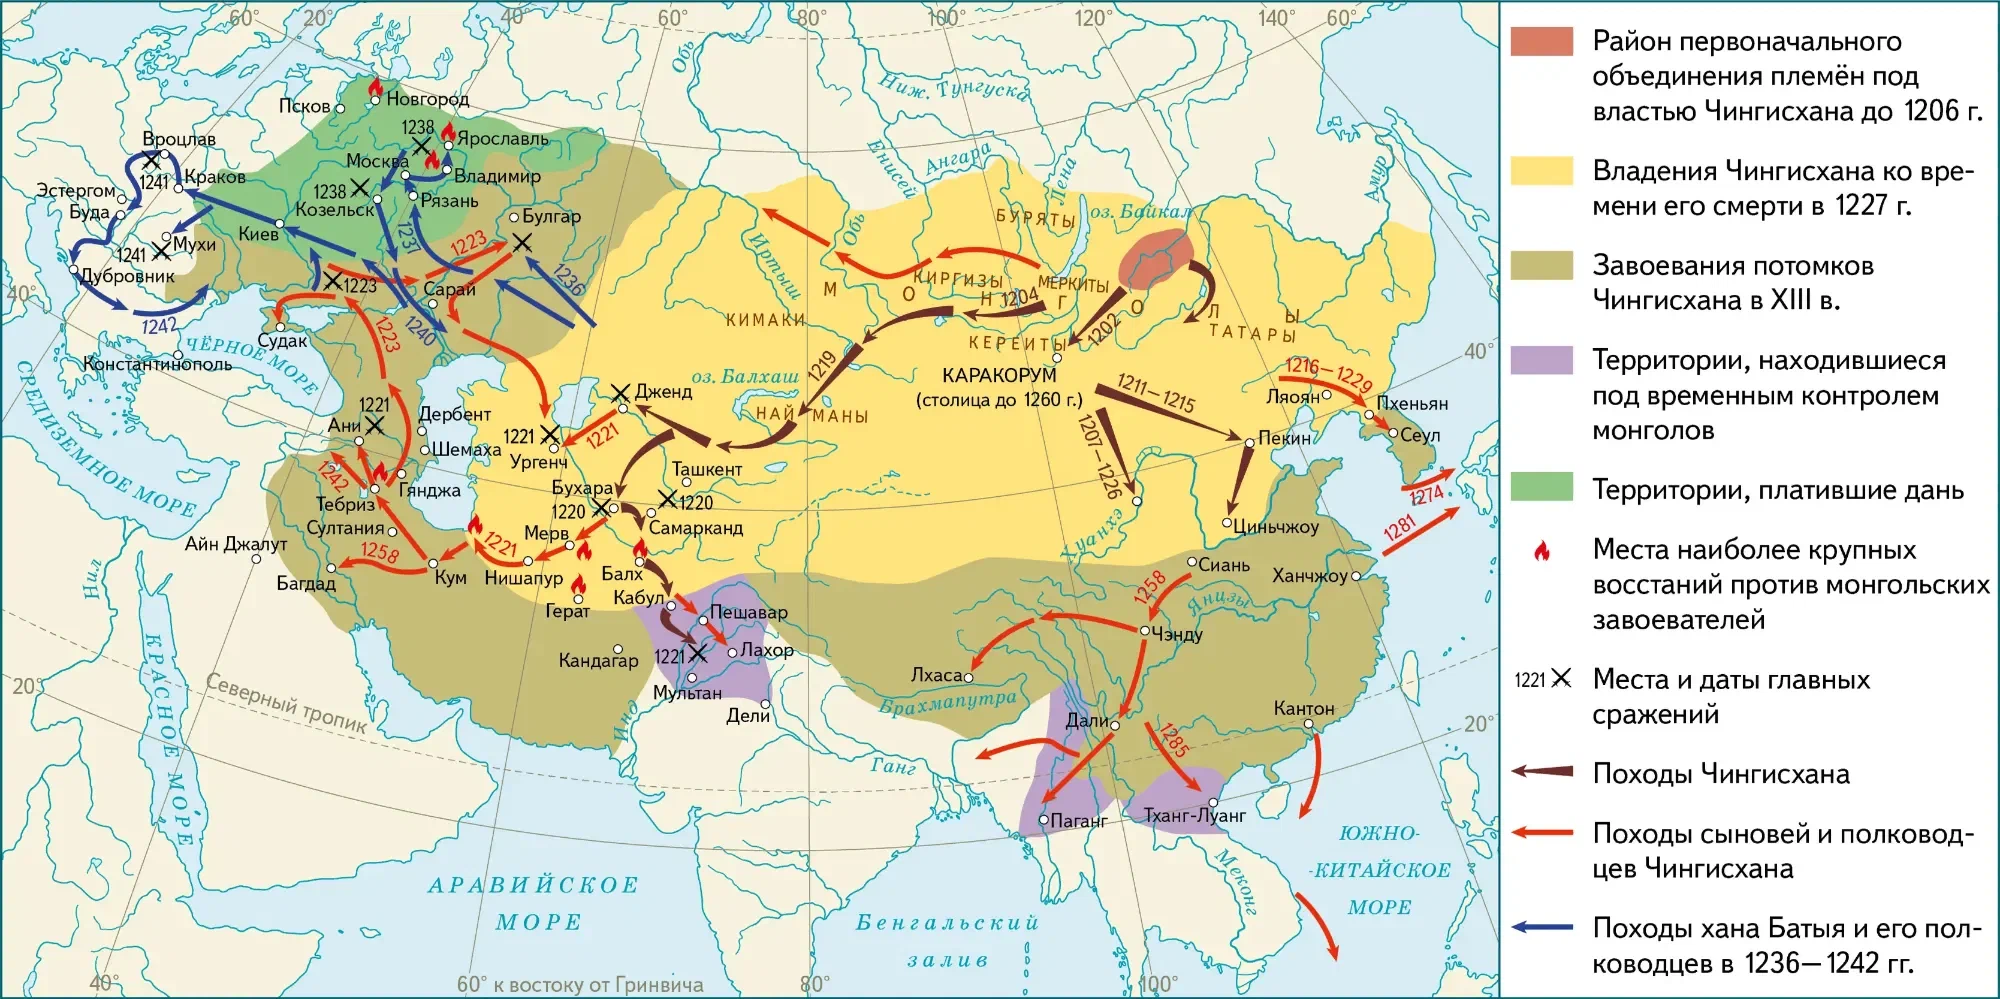 60°
20°
40°
60°
80°
100°
120°
140°
60°
Обь
Ниж. Тунгуска
Енисей
Ангара
Лена
Амур
Псков
Новгород
1238
Ярославль
Вроцлав
Москва
1241
Краков
Владимир
1238
Козельск
Рязань
Эстергом
Буда
Киев
1237
Булгар
1223
1241
Мухи
Дубровник
1223
Сарай
1236
40°
1242
1240
1223
Судак
ЧЁРНОЕ МОРЕ
Константинополь
СРЕДИЗЕМНОЕ МОРЕ
Иртыш
Обь
БУРЯТЫ
оз. Байкал
КИРГИЗЫ
МЕРКИТЫ
МОНГОЛЫ
1204
КИМАКИ
ТАТАРЫ
КЕРЕИТЫ
1202
1219
оз. Балхаш
КАРАКОРУМ
(столица до 1260 г.)
НАЙМАНЫ
1211—1215
1207—1226
1216—1229
Ляоян
Пхеньян
Сеул
40°
Пекин
1274
1281
Циньчжоу
Хуанхэ
Дженд
1221
1221
Ургенч
Ташкент
Бухара
1220
1220
Самарканд
1221
Ани
Дербент
Шемаха
1242
Тебриз
Гянджа
Султания
Мерв
1221
Нишапур
Балх
Айн Джалут
1258
Багдад
Кум
Герат
Кабул
Пешавар
1221
Лахор
Кандагар
Мультан
Дели
Инд
Нил
КРАСНОЕ МОРЕ
20°
Северный тропик
Сиань
Ханчжоу
1258
Янизы
Чэнду
Лхаса
Брахмапутра
Дали
1285
Кантон
20°
Ганг
Паганг
Тханг-Луанг
Меконг
АРАВИЙСКОЕ
МОРЕ
Бенгальский
залив
ЮЖНО-
-КИТАЙСКОЕ
МОРЕ
40°
60° к востоку от Гринвича
80°
100°
Район первоначального
объединения племён под
властью Чингисхана до 1206 г.
Владения Чингисхана ко вре-
мени его смерти в 1227 г.
Завоевания потомков
Чингисхана в XIII в.
Территории, находившиеся
под временным контролем
монголов
Территории, платившие дань
Места наиболее крупных
восстаний против монгольских
завоевателей
1221
Места и даты главных
сражений
Походы Чингисхана
Походы сыновей и полковод-
цев Чингисхана
Походы хана Батыя и его пол-
ководцев в 1236—1242 гг.